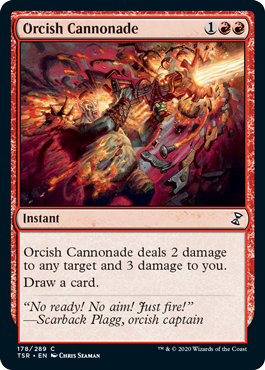 Orcish Cannonade 1
Instant
Orcish Cannonade deals 2 damage
to any target and 3 damage to you.
Draw a card.
“No ready! No aim! Just fire!”
—Scarback Plagg, orcish captain
178/289 C
TSR • EN CHRIS SEAMAN
™ & © 2020 Wizards of the Coast